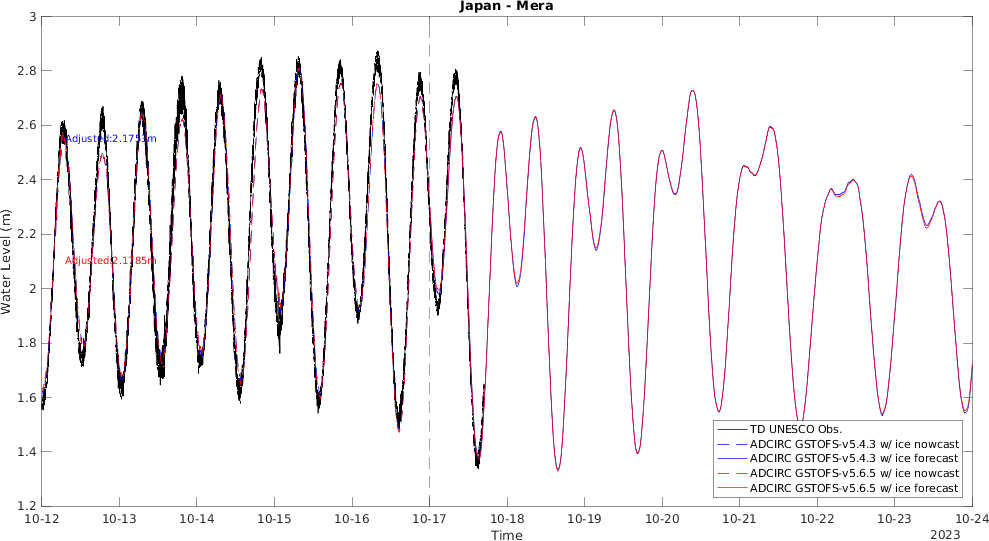 Japan - Mera
3
2.8
2.6
2.4
2.2
2
1.8
1.6
1.4
1.2
Water Level (m)
Adjusted:2.1753m
Adjusted:2.1785m
TD UNESCO Obs.
ADCIRC GSTOFS-v5.4.3 w/ ice nowcast
ADCIRC GSTOFS-v5.4.3 w/ ice forecast
ADCIRC GSTOFS-v5.6.5 w/ ice nowcast
ADCIRC GSTOFS-v5.6.5 w/ ice forecast
10-12 10-13 10-14 10-15 10-16 10-17 10-18 10-19 10-20 10-21 10-22 10-23 10-24
Time
2023